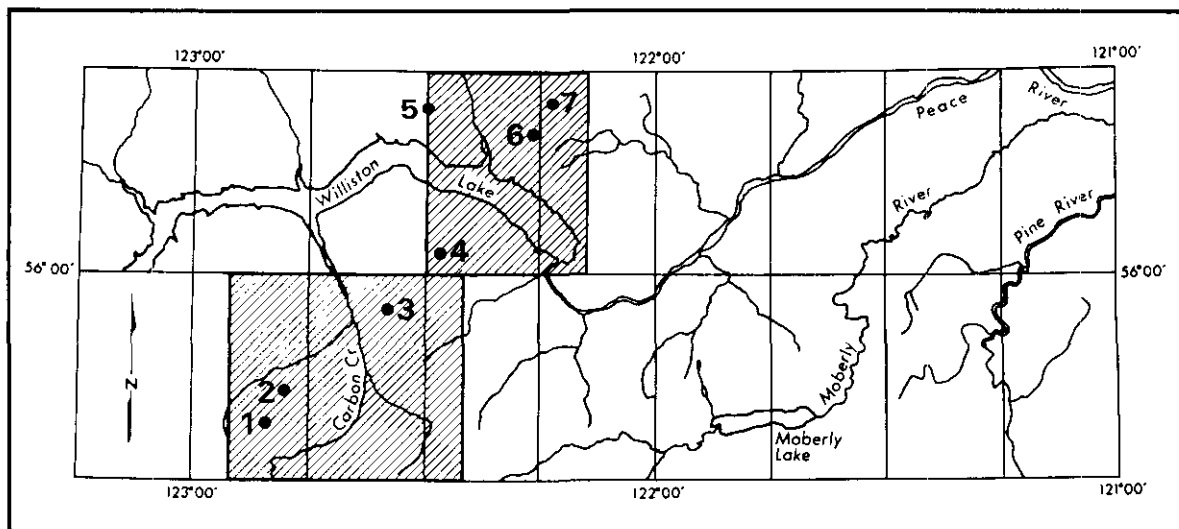 123°00'
122°00'
121°00'
5
7
6
Peace
River
Williston
Lake
River
Pine River
4
56°00'
56°00'
3
N
Carbon Cr
2
1
Moberly
Moberly
Lake
123°00'
122°00'
121°00'